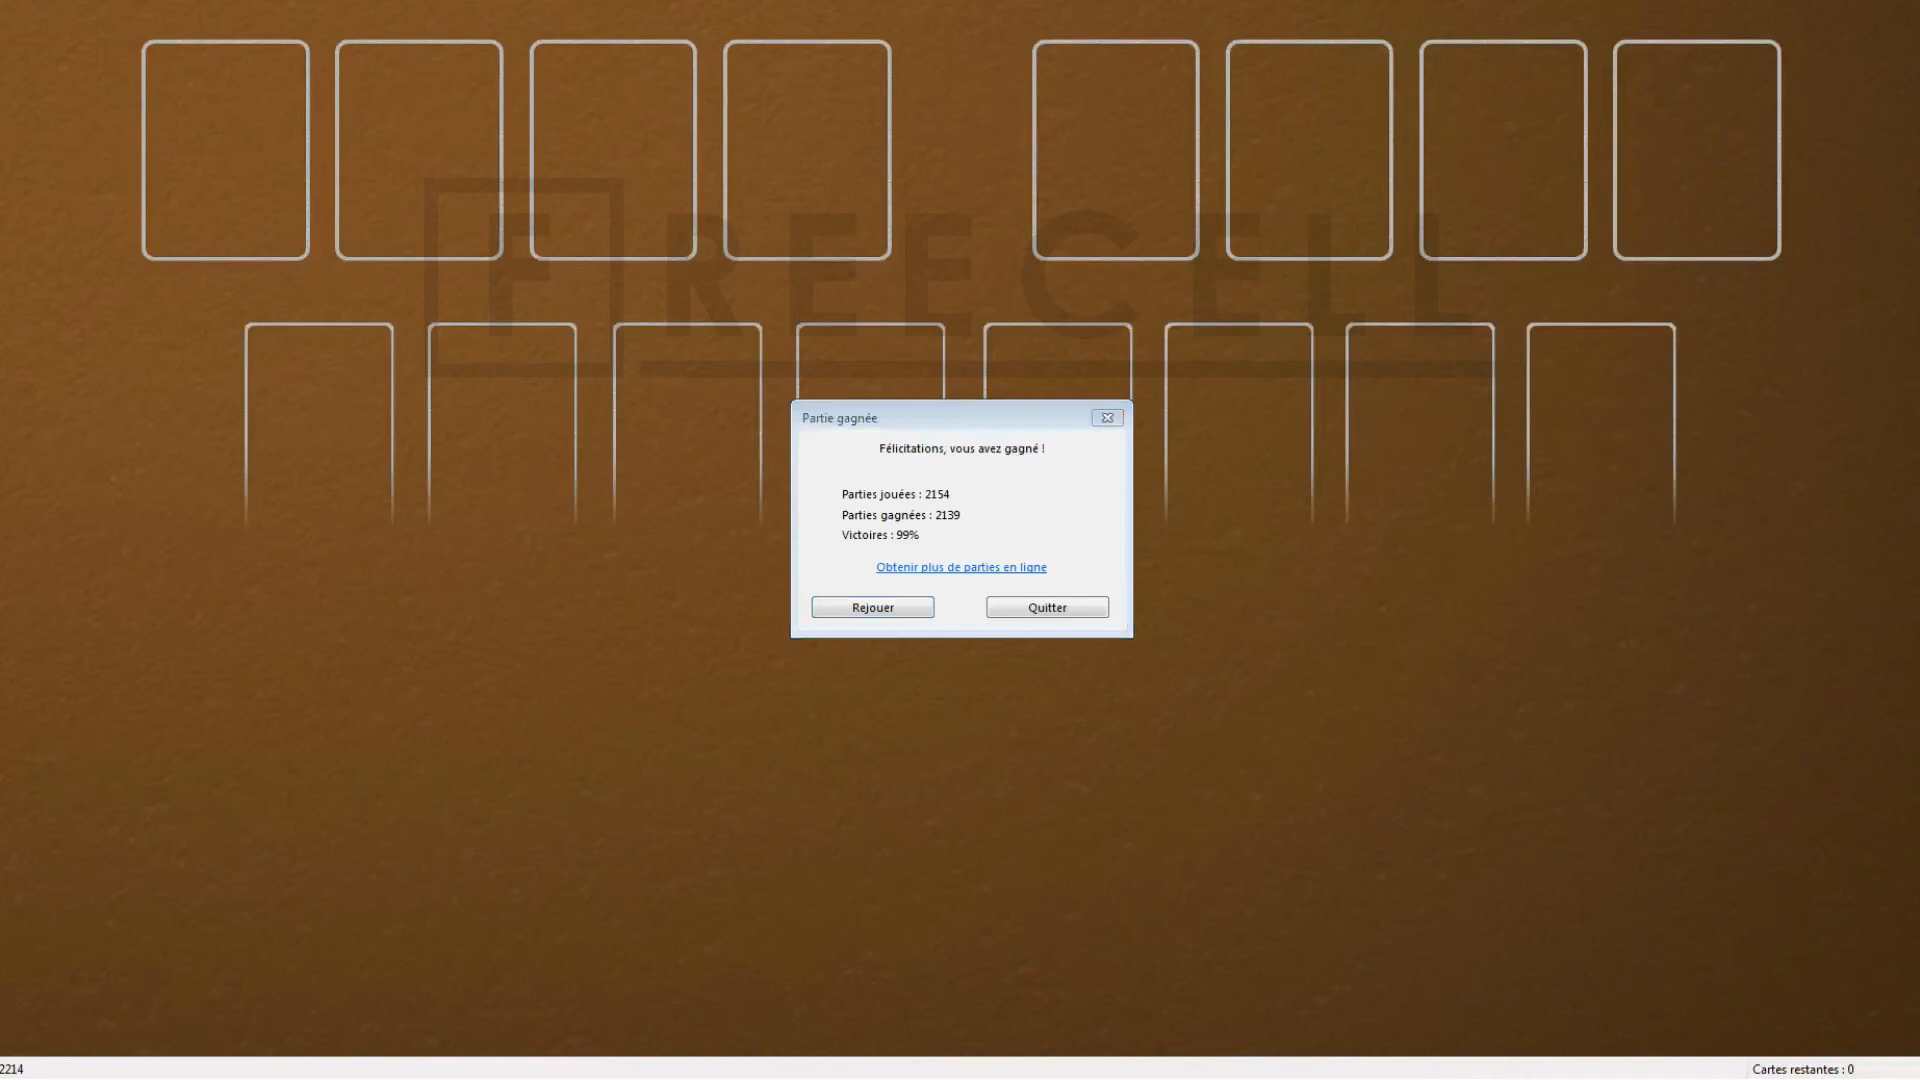 FREECELL
Partie gagnée
Félicitations, vous avez gagné !
Parties jouées : 2154
Parties gagnées : 2139
Victoires : 99%
Obtenir plus de parties en ligne
Rejouer
Quitter
2214
Cartes restantes : 0